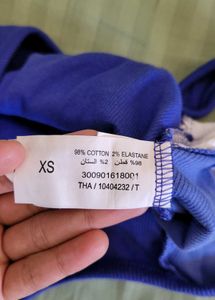 98% COTTON 2% ELASTANE
98% قطن 2% الستان
XS
300901618001
THA / 10404232 / T